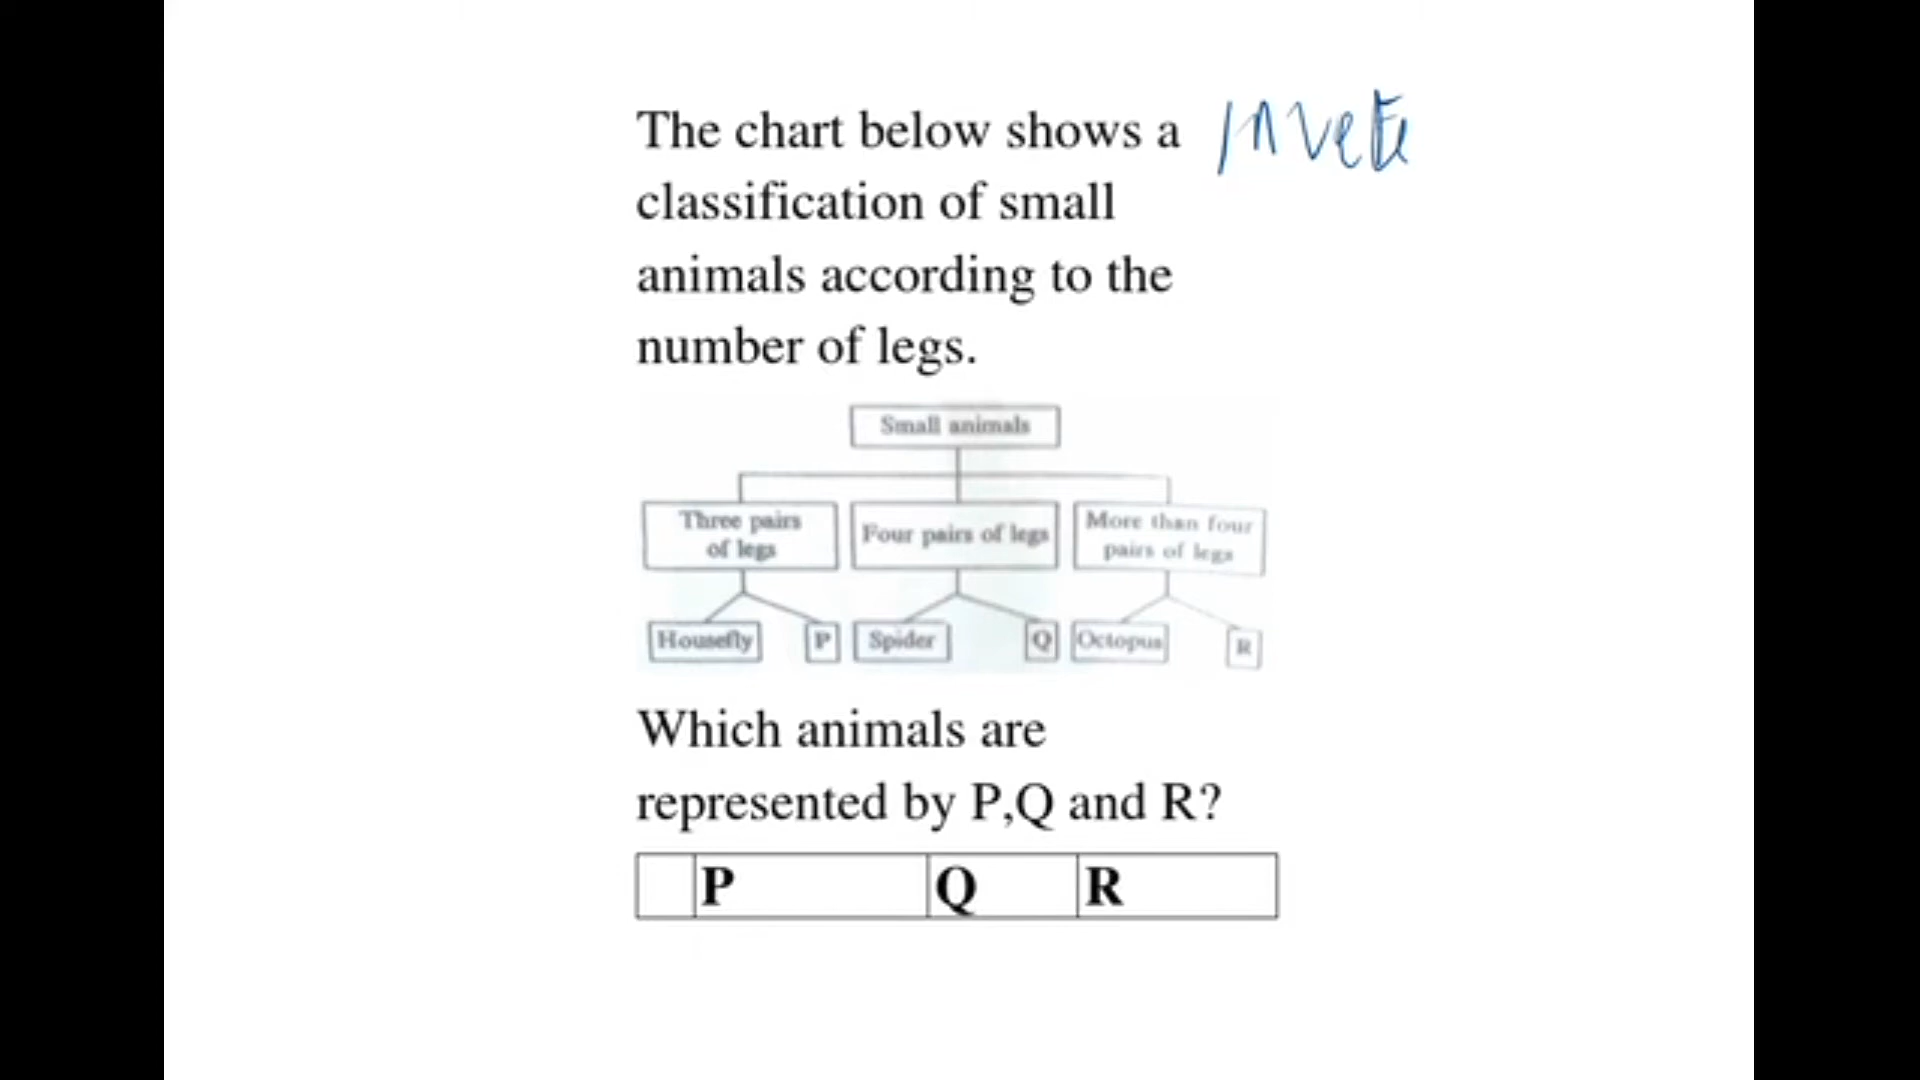 The chart below shows a
classification of small
animals according to the
number of legs.
Small animals
Three pairs
of legs
Four pairs of legs
More than four
pairs of legs
Housefly
P
Spider
Q
Octopus
R
Which animals are
represented by P,Q and R?
P Q R